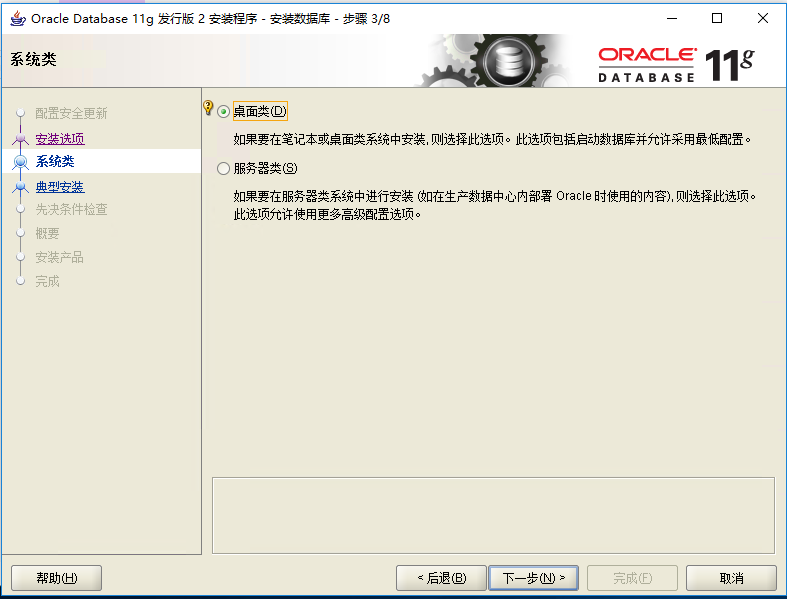 Oracle Database 11g 发行版 2 安装程序 - 安装数据库 - 步骤 3/8
系统类
ORACLE
DATABASE 11g
配置安全更新
安装选项
系统类
典型安装
先决条件检查
概要
安装产品
完成
桌面类(D)
如果要在笔记本或桌面类系统中安装,则选择此选项。此选项包括启动数据库并允许采用最低配置。
服务器类(S)
如果要在服务器类系统中进行安装 (如在生产数据中心内部署 Oracle 时使用的内容),则选择此选项。
此选项允许使用更多高级配置选项。
帮助(H)
< 后退(B)
下一步(N) >
完成(F)
取消